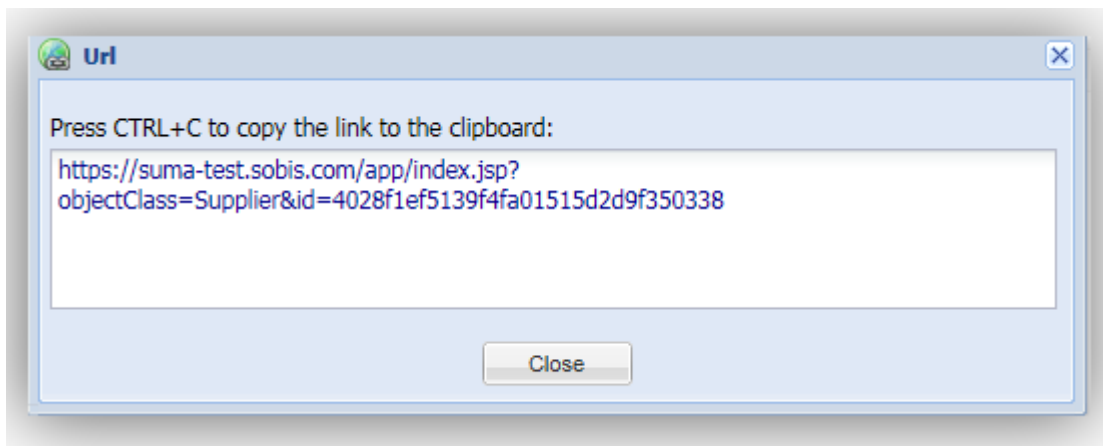 Url
Press CTRL+C to copy the link to the clipboard:
https://suma-test.sobis.com/app/index.jsp?
objectClass=Supplier&id=4028f1ef5139f4fa01515d2d9f350338
Close